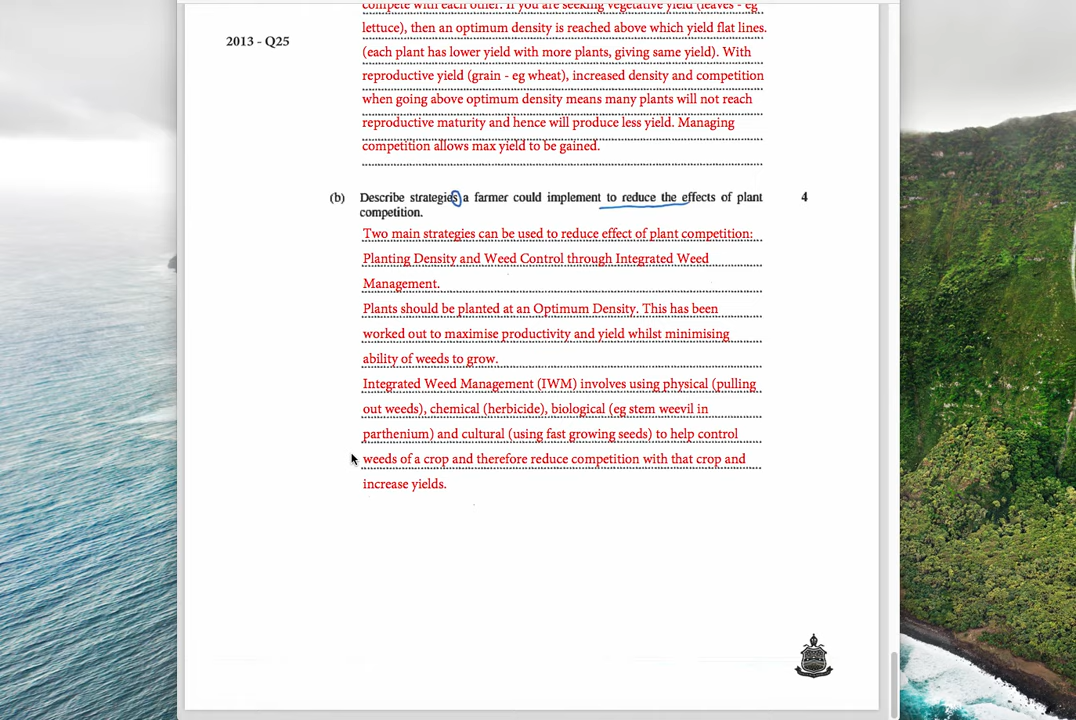 compete with each other. If you are seeking vegetative yield (leaves - eg
lettuce), then an optimum density is reached above which yield flat lines.
2013 - Q25
(each plant has lower yield with more plants, giving same yield). With
reproductive yield (grain - eg wheat), increased density and competition
when going above optimum density means many plants will not reach
reproductive maturity and hence will produce less yield. Managing
competition allows max yield to be gained.
(b) Describe strategies a farmer could implement to reduce the effects of plant 4
competition.
Two main strategies can be used to reduce effect of plant competition:
Planting Density and Weed Control through Integrated Weed
Management.
Plants should be planted at an Optimum Density. This has been
worked out to maximise productivity and yield whilst minimising
ability of weeds to grow.
Integrated Weed Management (IWM) involves using physical (pulling
out weeds), chemical (herbicide), biological (eg stem weevil in
parthenium) and cultural (using fast growing seeds) to help control
weeds of a crop and therefore reduce competition with that crop and
increase yields.